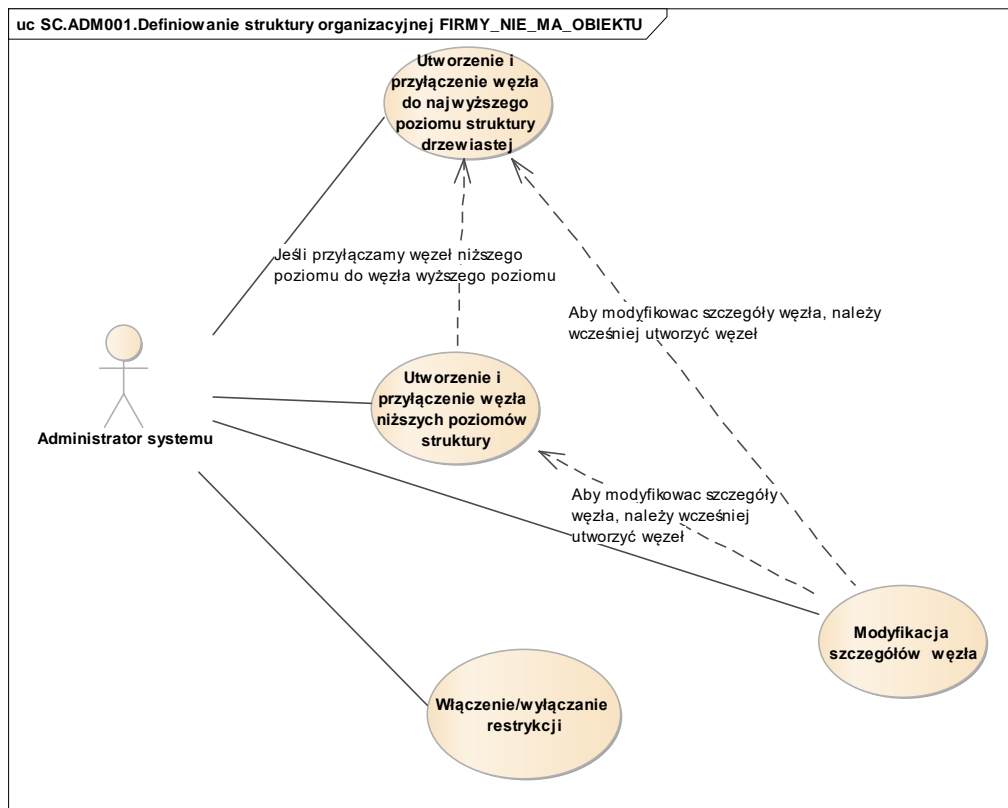 uc SC.ADM001.Definiowanie struktury organizacyjnej FIRMY_NIE_MA_OBIEKTU
Utworzenie i
przyłączenie węzła
do najwyższego
poziomu struktury
drzewiastej
Jeśli przyłączamy węzeł niższego
poziomu do węzła wyższego poziomu
Aby modyfikowac szczegóły węzła, należy
wcześniej utworzyć węzeł
Administrator systemu
Utworzenie i
przyłączenie węzła
niższych poziomów
struktury
Aby modyfikowac szczegóły
węzła, należy wcześniej
utworzyć węzeł
Modyfikacja
szczegółów węzła
Włączenie/wyłączanie
restrykcji